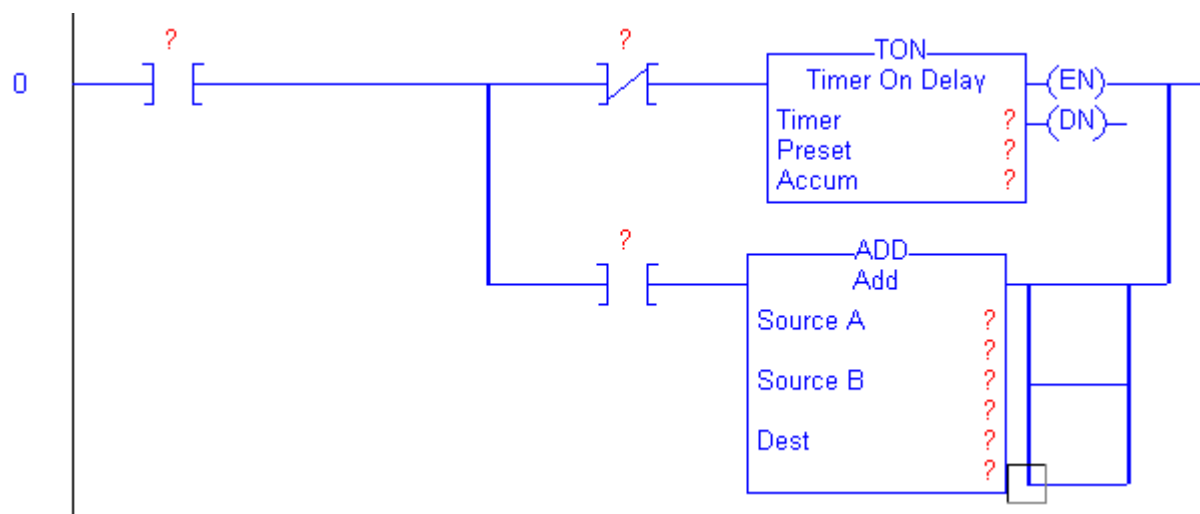 ?
?
TON
0
Timer On Delay
(EN)
Timer ?
(DN)
Preset ?
Accum ?
?
ADD
Add
Source A ?
?
Source B ?
?
Dest ?
?